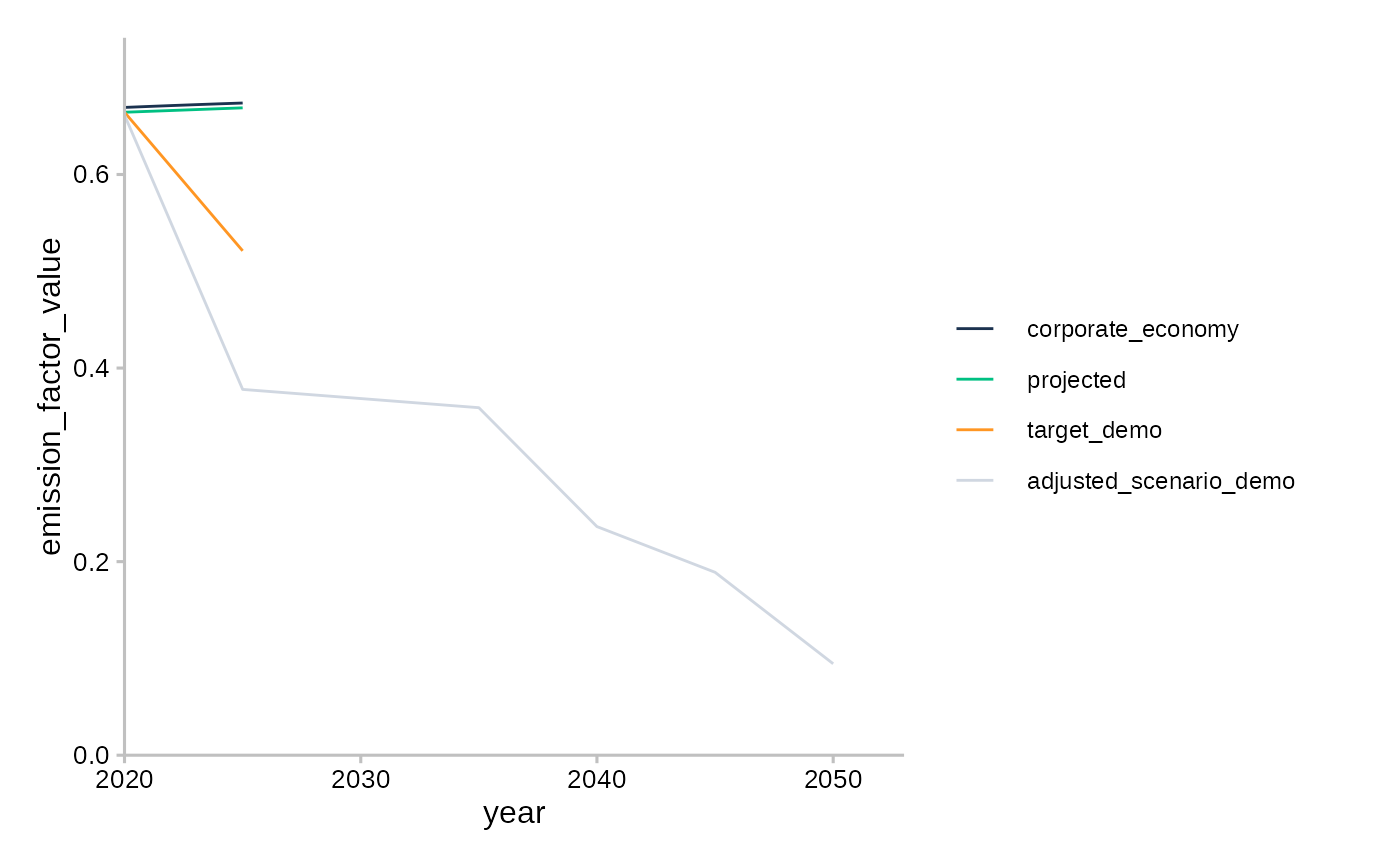 emission_factor_value
0.6
0.4
0.2
0.0
2020
2030
2040
2050
year
corporate_economy
projected
target_demo
adjusted_scenario_demo